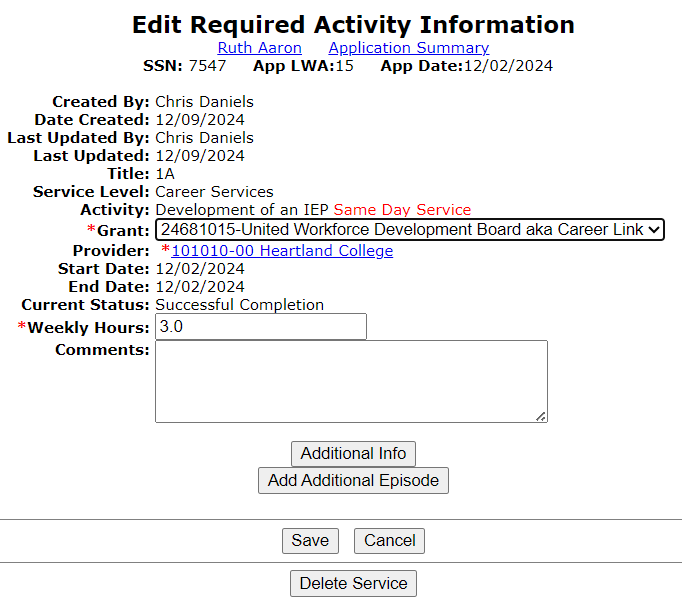 Edit Required Activity Information
Ruth Aaron Application Summary
SSN: 7547 App LWA:15 App Date:12/02/2024
Created By: Chris Daniels
Date Created: 12/09/2024
Last Updated By: Chris Daniels
Last Updated: 12/09/2024
Title: 1A
Service Level: Career Services
Activity: Development of an IEP Same Day Service
*Grant: 24681015-United Workforce Development Board aka Career Link
Provider: *101010-00 Heartland College
Start Date: 12/02/2024
End Date: 12/02/2024
Current Status: Successful Completion
*Weekly Hours: 3.0
Comments:
Additional Info
Add Additional Episode
Save Cancel
Delete Service